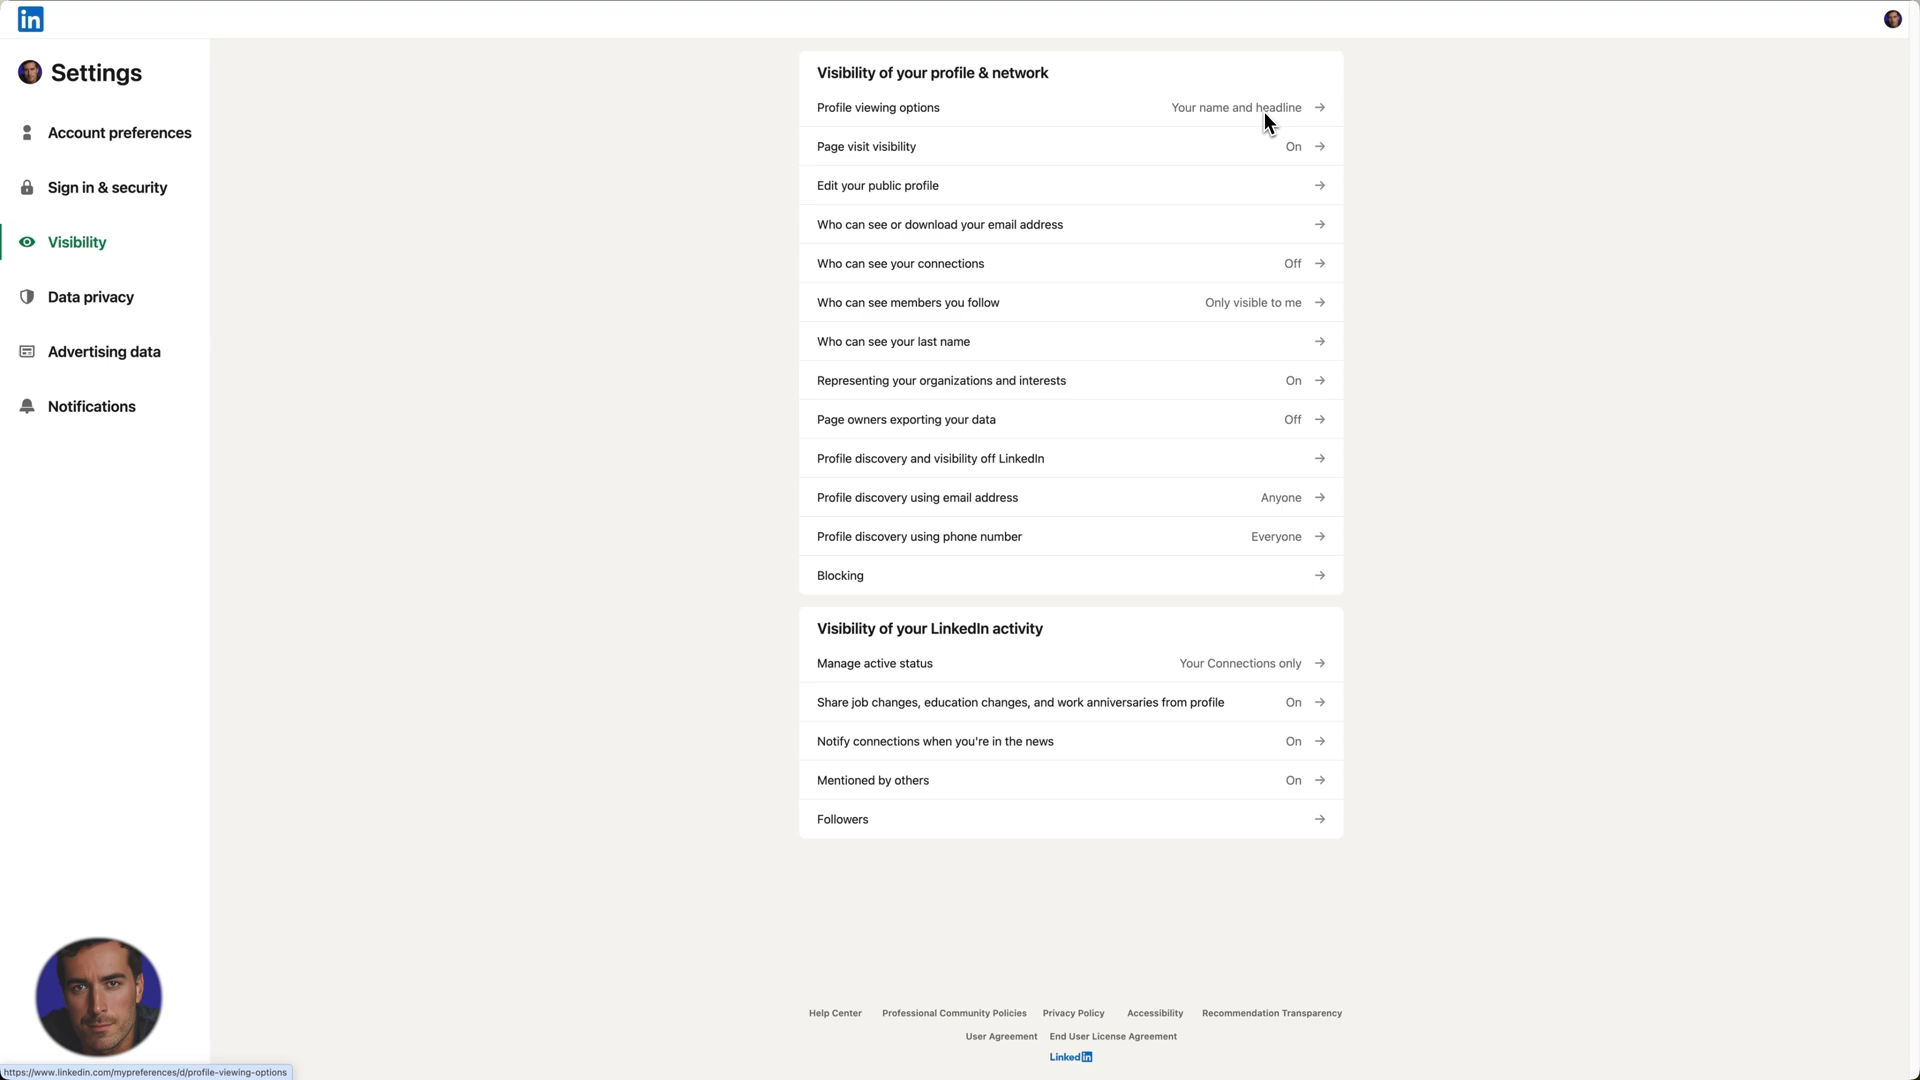 in
Settings
Account preferences
Sign in & security
Visibility
Data privacy
Advertising data
Notifications
Visibility of your profile & network
Profile viewing options Your name and headline
Page visit visibility On
Edit your public profile
Who can see or download your email address
Who can see your connections Off
Who can see members you follow Only visible to me
Who can see your last name
Representing your organizations and interests On
Page owners exporting your data Off
Profile discovery and visibility off LinkedIn
Profile discovery using email address Anyone
Profile discovery using phone number Everyone
Blocking
Visibility of your LinkedIn activity
Manage active status Your Connections only
Share job changes, education changes, and work anniversaries from profile On
Notify connections when you're in the news On
Mentioned by others On
Followers
Help Center Professional Community Policies Privacy Policy Accessibility Recommendation Transparency
User Agreement End User License Agreement
LinkedIn
https://www.linkedin.com/mypreferences/d/profile-viewing-options